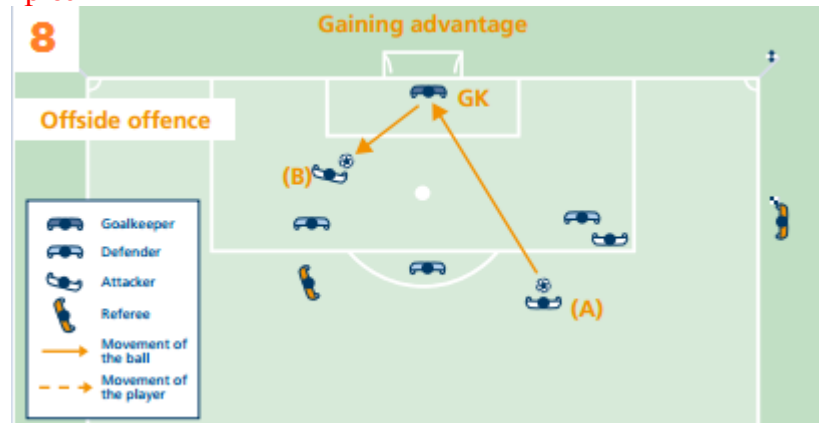 8
Gaining advantage
GK
Offside offence
(B)
(A)
Goalkeeper
Defender
Attacker
Referee
Movement of
the ball
Movement of
the player